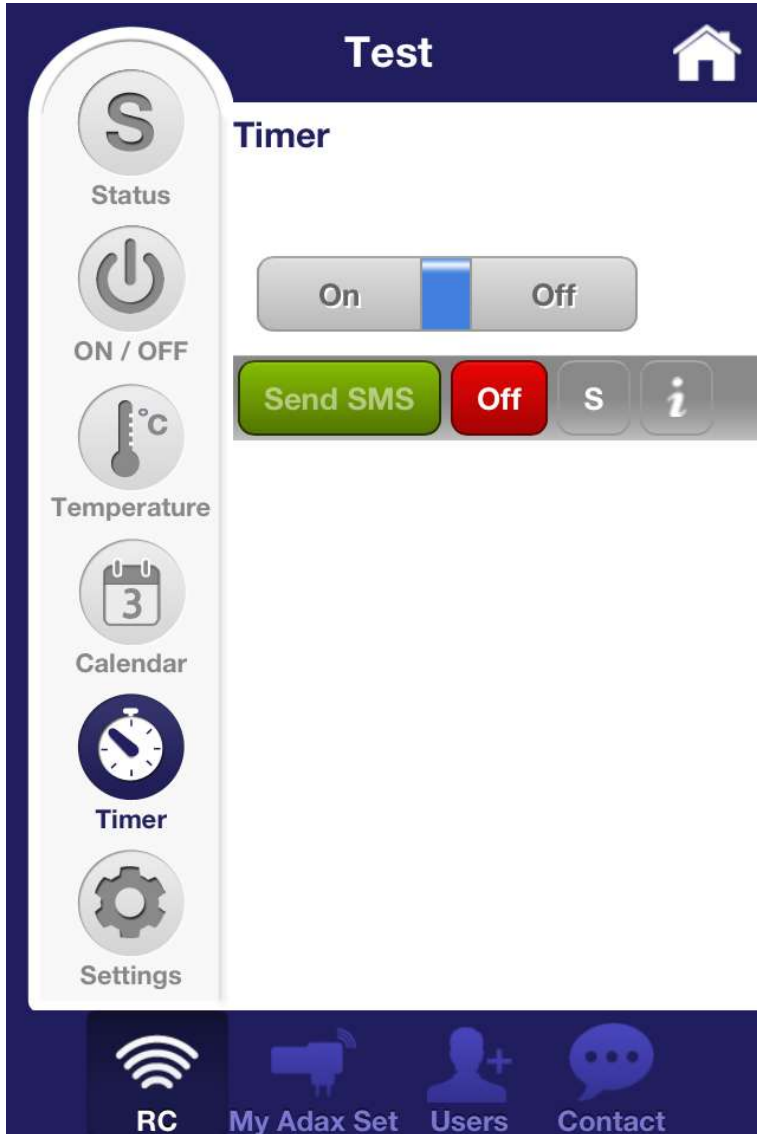 Test
S
Status
ON / OFF
°C
Temperature
3
Calendar
Timer
Settings
Timer
On Off
Send SMS Off S i
RC My Adax Set Users Contact